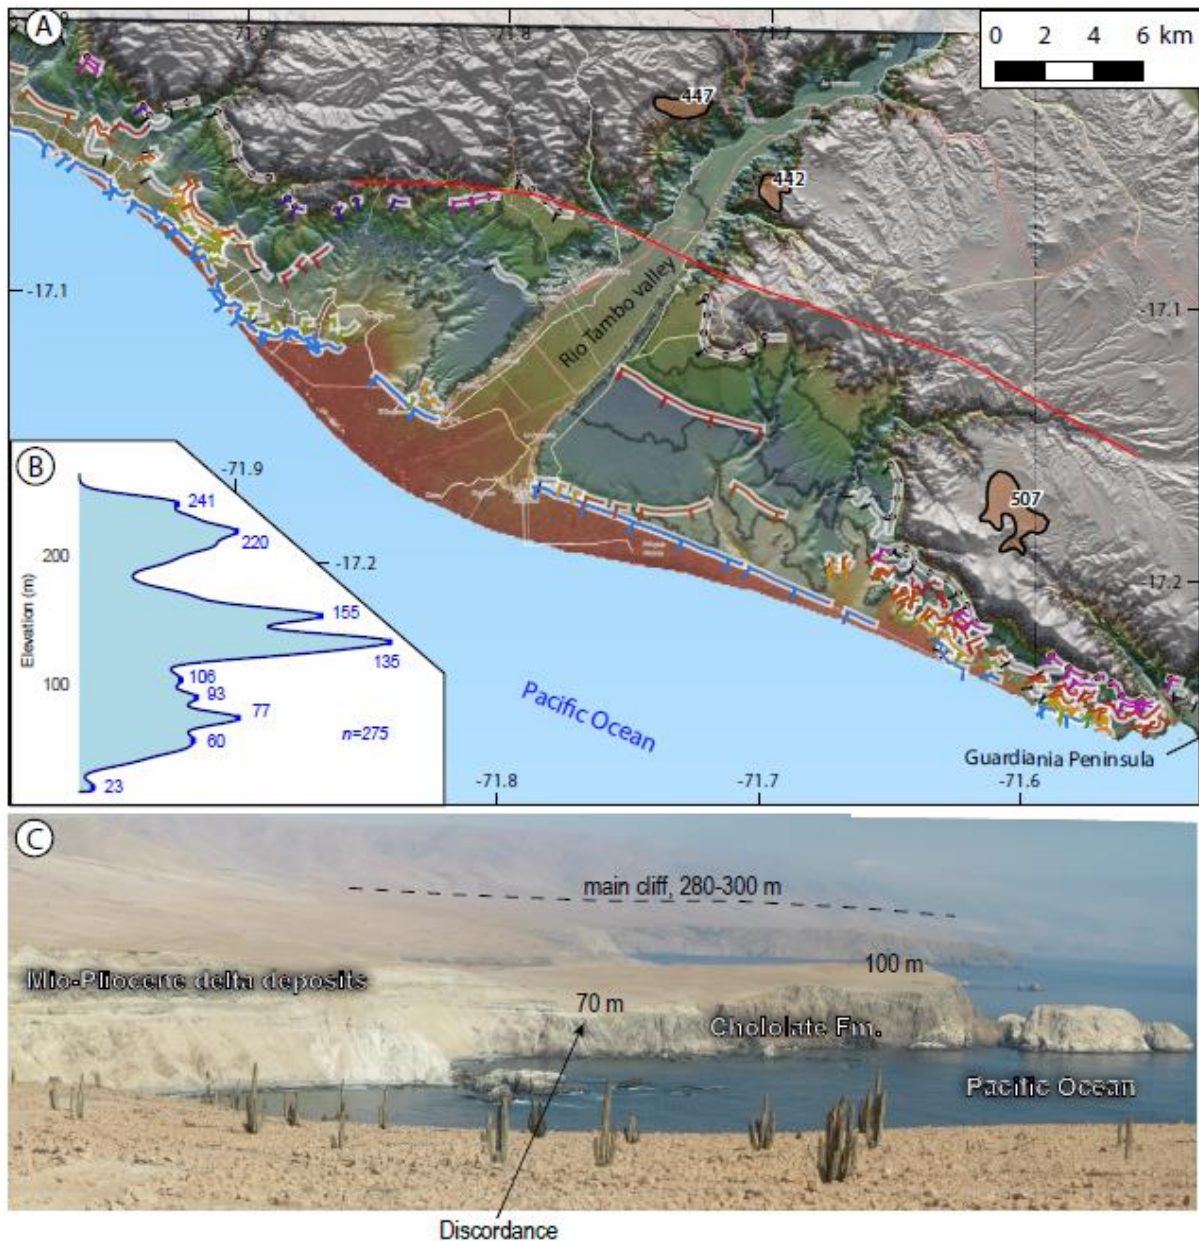 A
-71.9
-71.8
-71.7
0 2 4 6 km
447
442
-17.1
Rio Tambo valley
-17.1
507
B
-71.9
241
200
220
-17.2
-17.2
Elevation (m)
155
135
100
106
93
77
60
n=275
23
Pacific Ocean
Guardiania Peninsula
-71.8
-71.7
-71.6
C
main cliff, 280-300 m
100 m
Mio-Pliocene delta deposits
70 m
Chololate Fm.
Pacific Ocean
Discordance